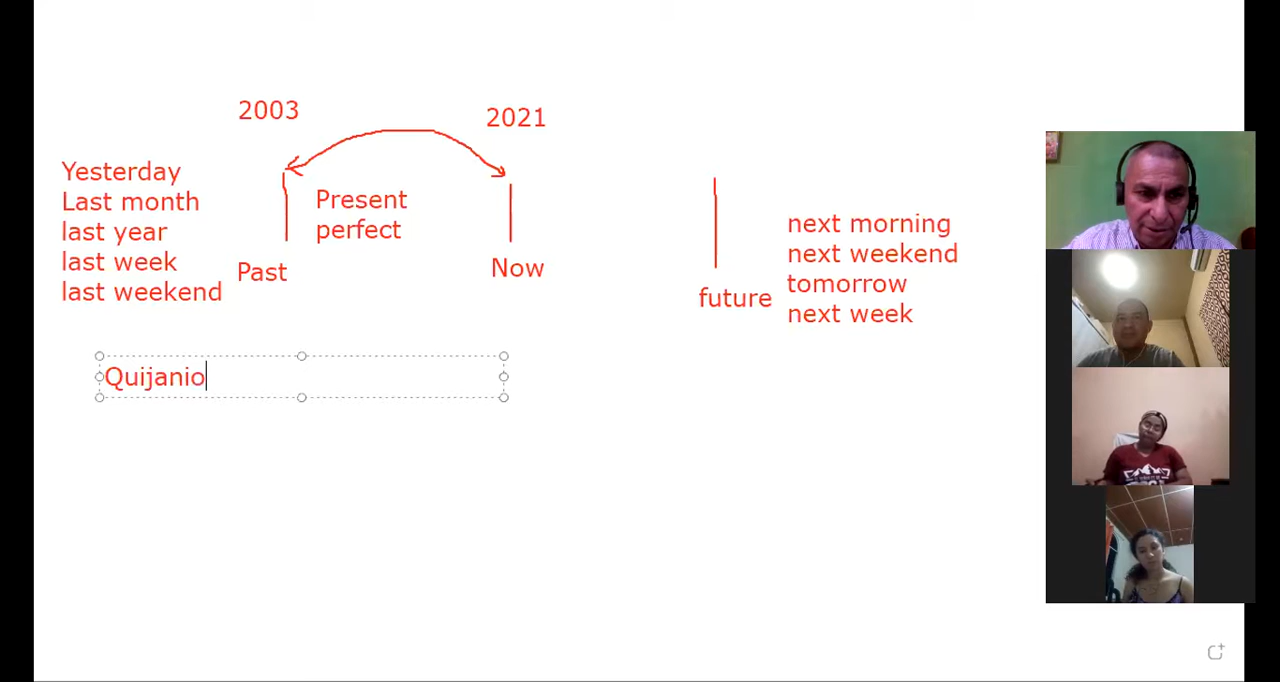 2003
2021
Yesterday
Last month
last year
last week
last weekend
Past
Present
perfect
Now
future
next morning
next weekend
tomorrow
next week
Quijanio